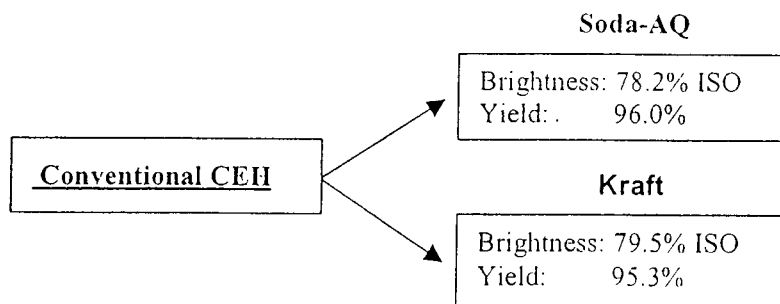 Soda-AQ
Brightness: 78.2% ISO
Yield: . 96.0%
Conventional CEH
Kraft
Brightness: 79.5% ISO
Yield: 95.3%